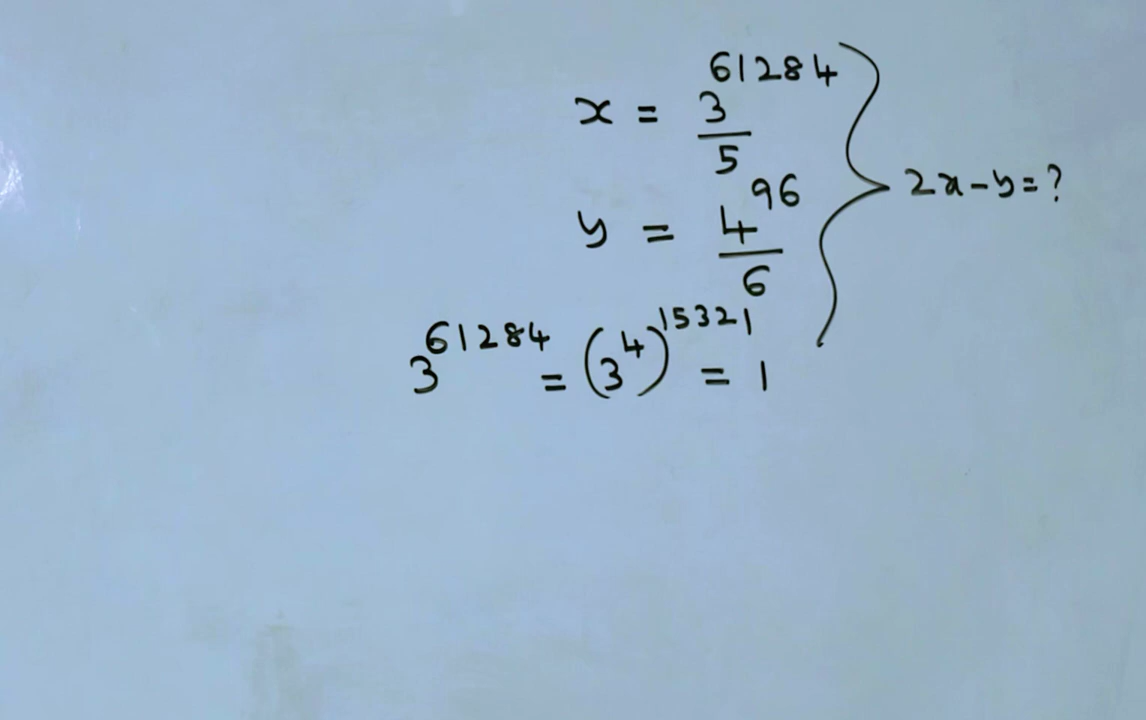 x = 3^61284 / 5
y = 4^96 / 6
} 2x - y = ?
3^61284 = (3^4)^15321 = 1